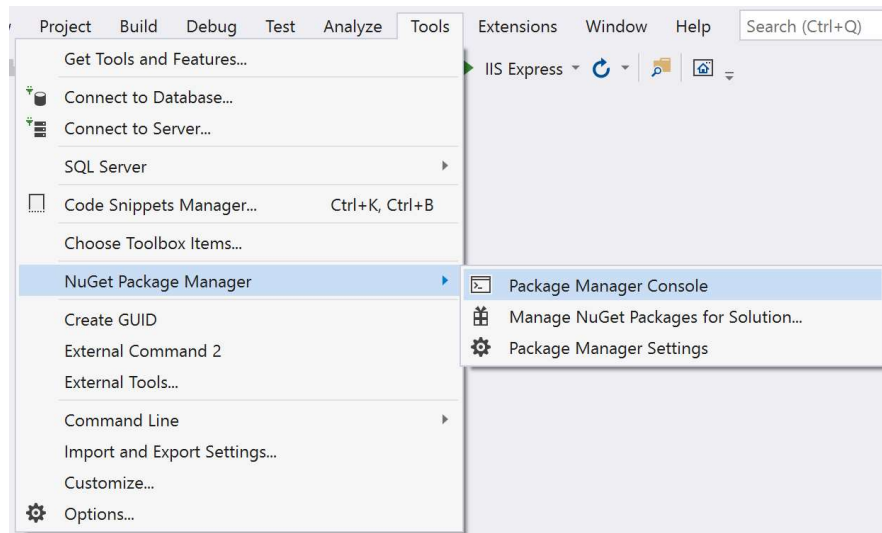 Project Build Debug Test Analyze Tools Extensions Window Help Search (Ctrl+Q)
IIS Express
Get Tools and Features...
Connect to Database...
Connect to Server...
SQL Server
Code Snippets Manager... Ctrl+K, Ctrl+B
Choose Toolbox Items...
NuGet Package Manager
Package Manager Console
Manage NuGet Packages for Solution...
Package Manager Settings
Create GUID
External Command 2
External Tools...
Command Line
Import and Export Settings...
Customize...
Options...